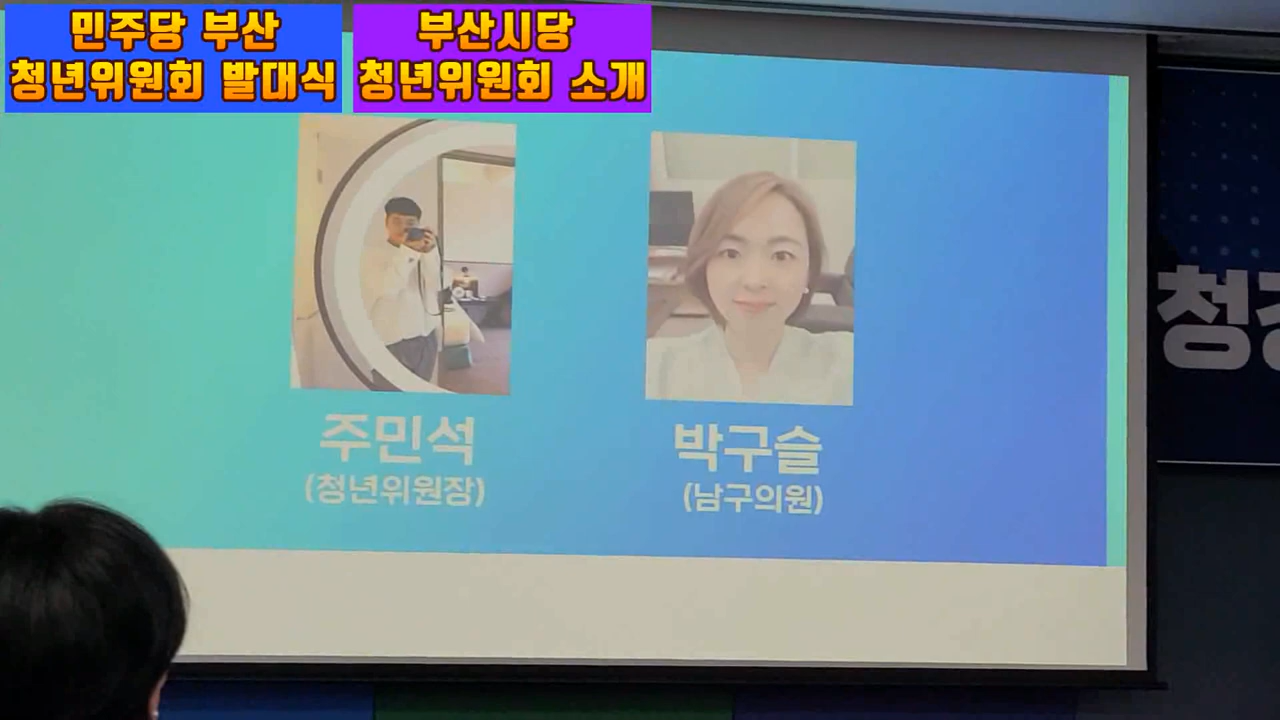 민주당 부산
청년위원회 발대식
부산시당
청년위원회 소개
주민석
(청년위원장)
박구슬
(남구의원)
청